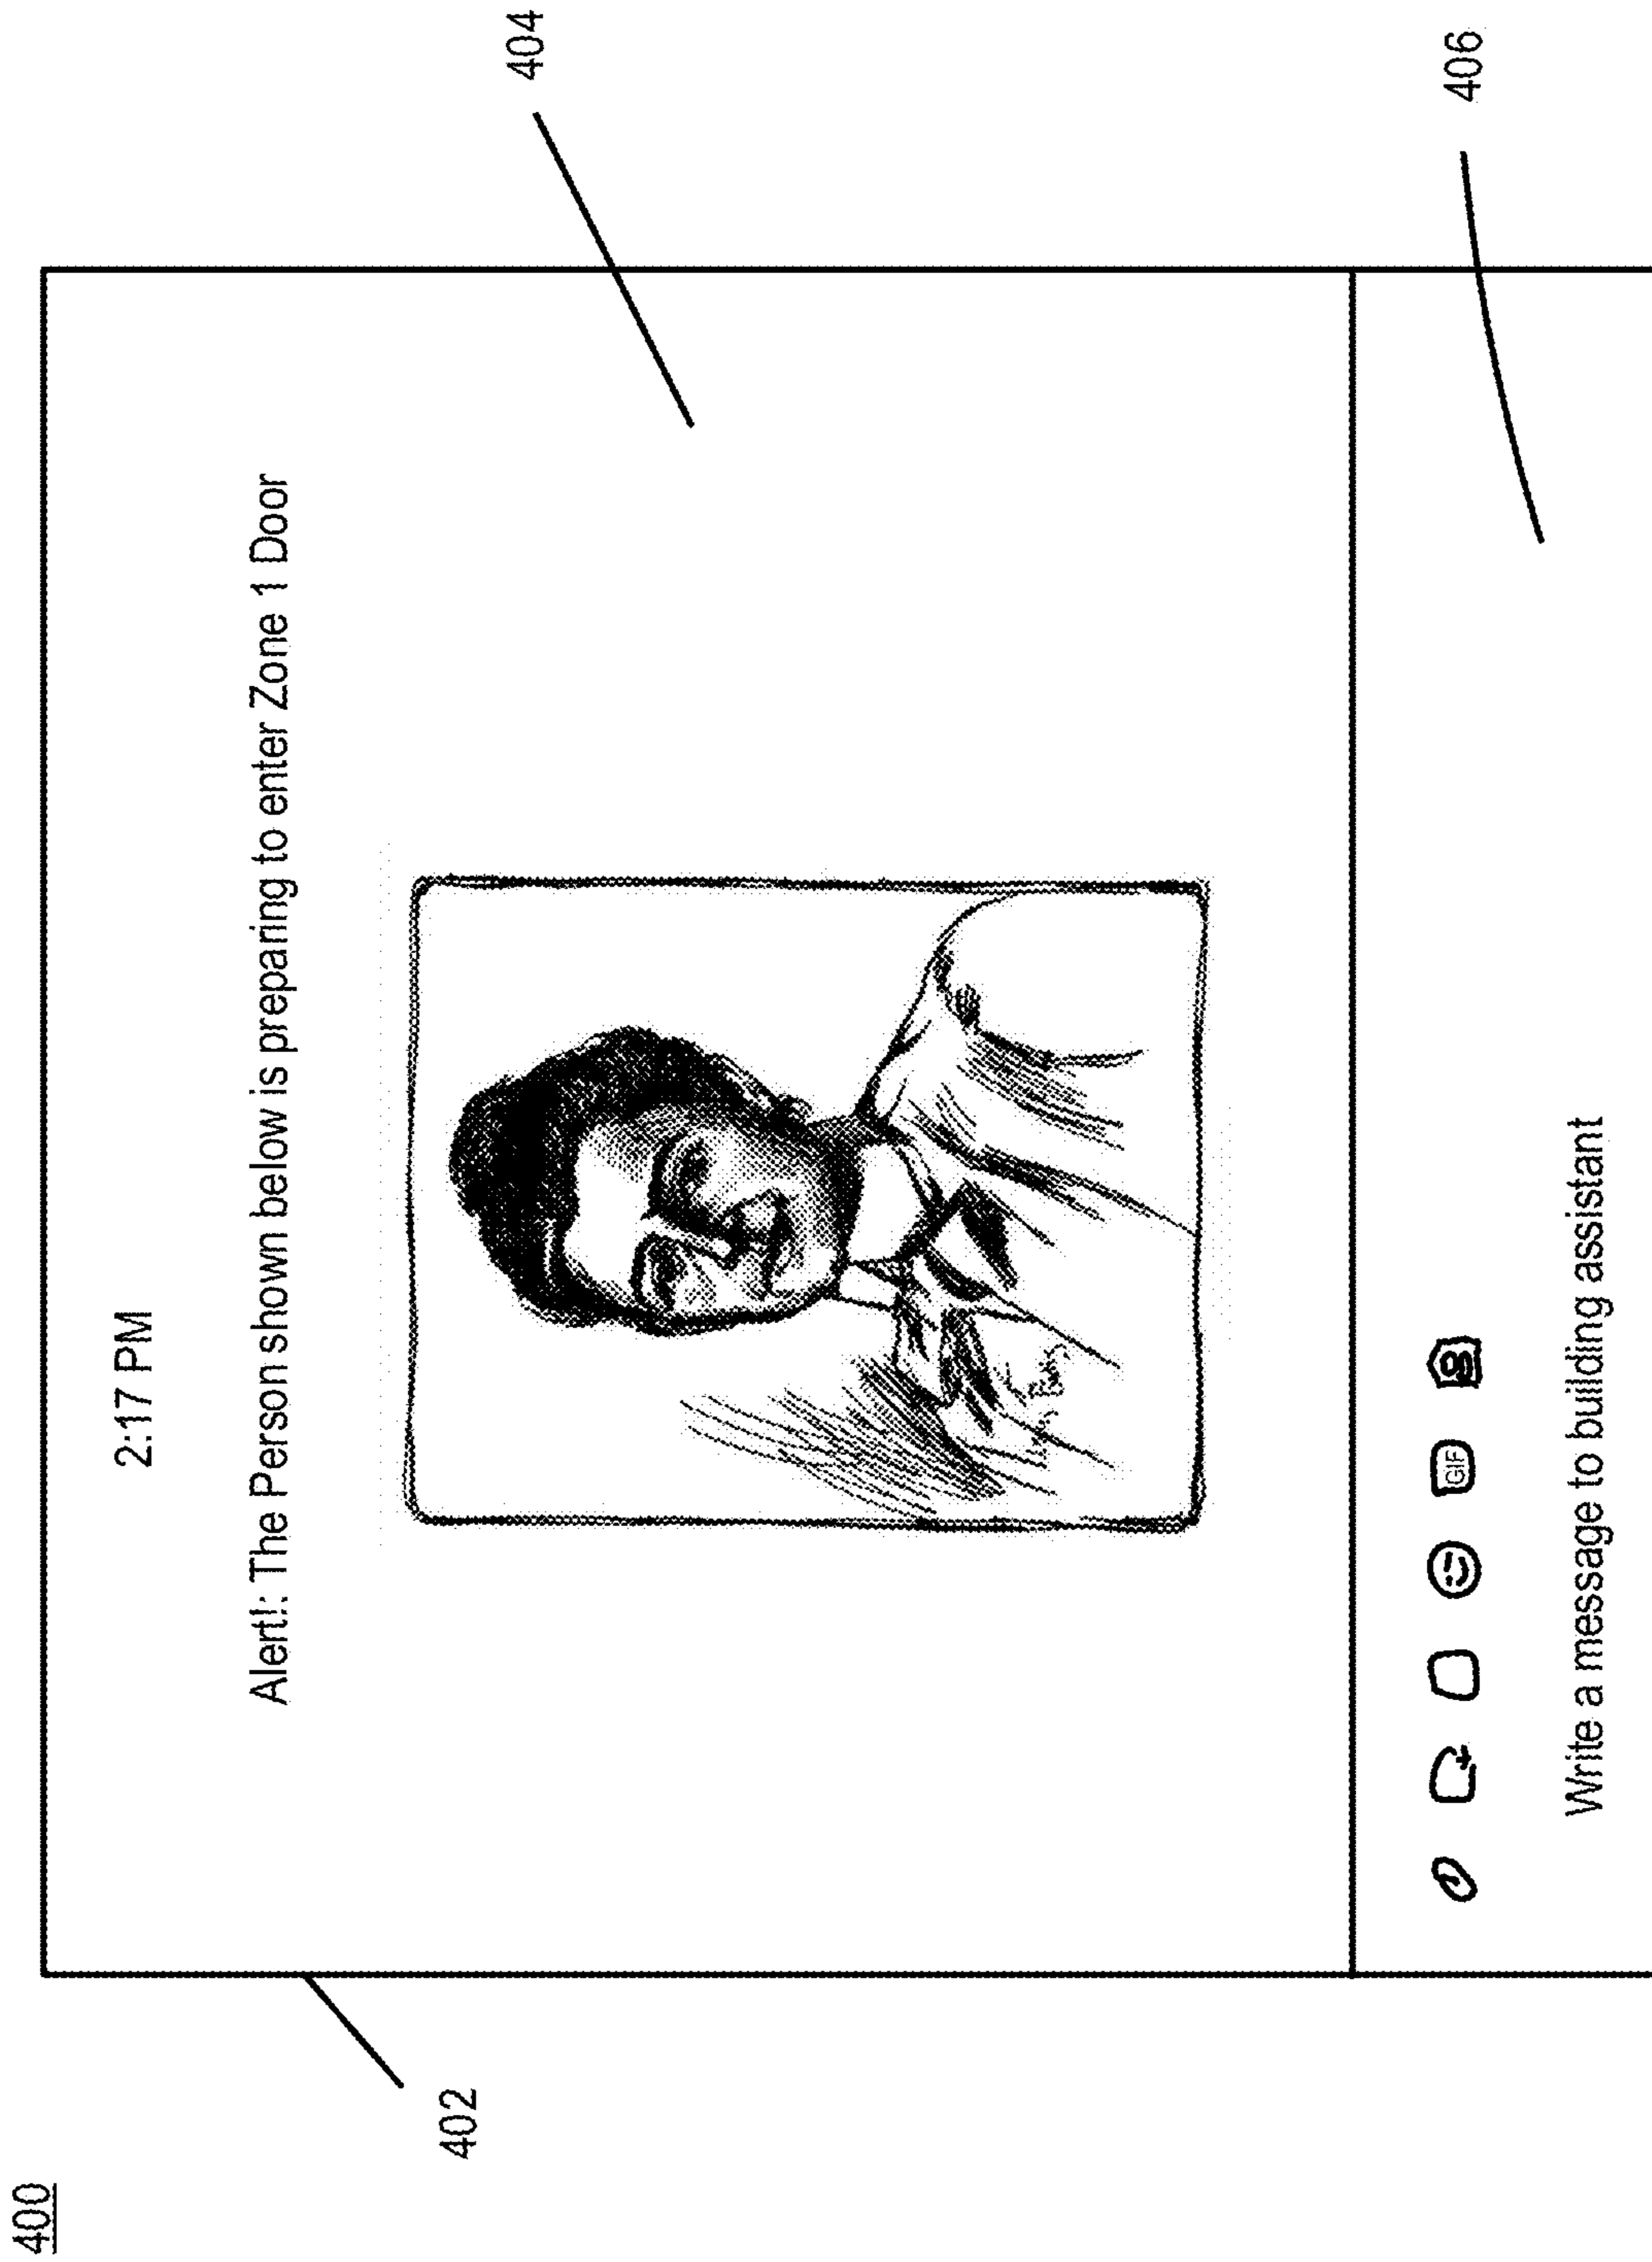 400
402
2:17 PM
Alert!: The Person shown below is preparing to enter Zone 1 Door
404
GIF
Write a message to building assistant
406